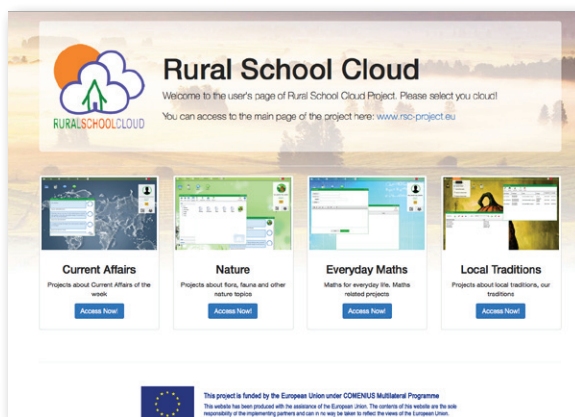 Rural School Cloud
Welcome to the user's page of Rural School Cloud Project. Please select you cloud!
You can access to the main page of the project here: www.rsc-project.eu
RURALSCHOOLCLOUD
Current Affairs
Projects about Current Affairs of the
week
Access Now!
Nature
Projects about flora, fauna and other
nature topics
Access Now!
Everyday Maths
Maths for everyday life. Maths
related projects
Access Now!
Local Traditions
Projects about local traditions, our
traditions
Access Now!
This project is funded by the European Union under COMENIUS Multilateral Programme
This website has been produced with the assistance of the European Union. The contents of this website are the sole
responsibility of the implementing partners and can in no way be taken to reflect the views of the European Union.